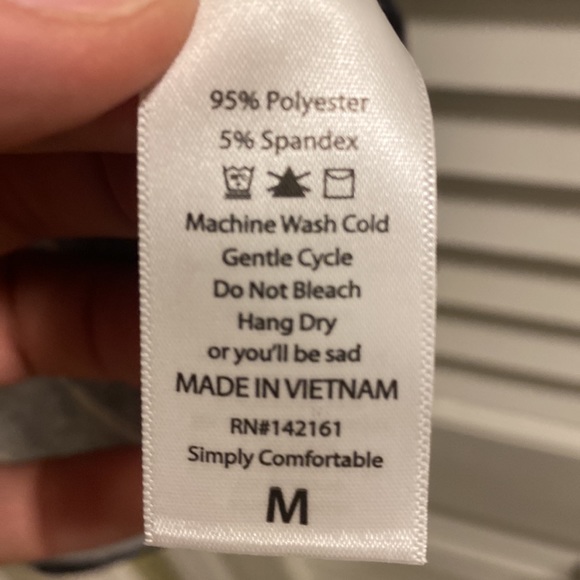 95% Polyester
5% Spandex
Machine Wash Cold
Gentle Cycle
Do Not Bleach
Hang Dry
or you'll be sad
MADE IN VIETNAM
RN#142161
Simply Comfortable
M